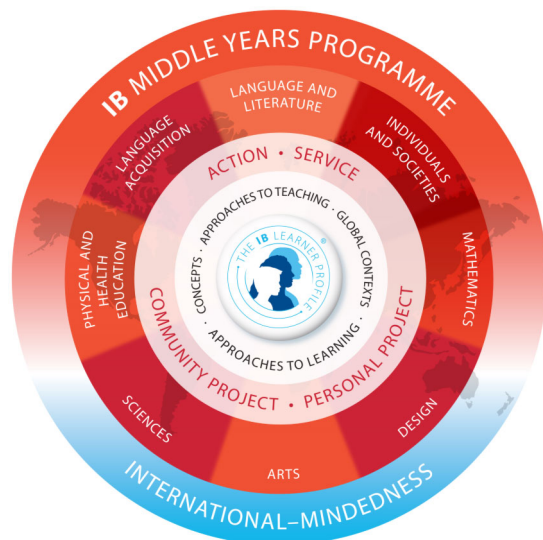 IB MIDDLE YEARS PROGRAMME
LANGUAGE AND
LITERATURE
INDIVIDUALS
AND SOCIETIES
MATHEMATICS
DESIGN
ARTS
SCIENCES
PHYSICAL AND
HEALTH
EDUCATION
LANGUAGE
ACQUISITION
ACTION • SERVICE
COMMUNITY PROJECT • PERSONAL PROJECT
CONCEPTS · APPROACHES TO TEACHING · GLOBAL CONTEXTS ·
APPROACHES TO LEARNING ·
THE IB LEARNER PROFILE ®
INTERNATIONAL–MINDEDNESS